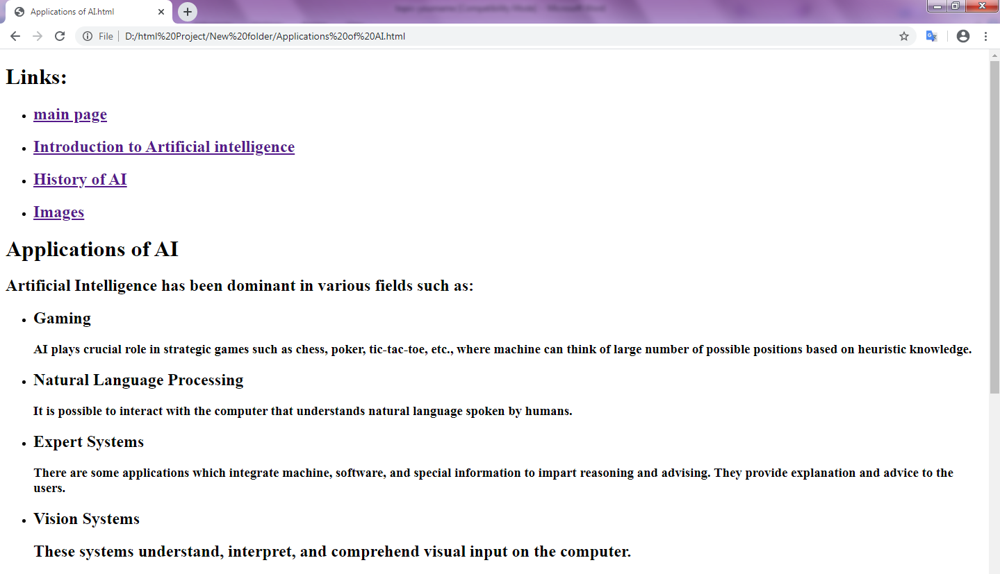 Applications of AI.html
File D:/html%20Project/New%20folder/Applications%20of%20AI.html
Links:
main page
Introduction to Artificial intelligence
History of AI
Images
Applications of AI
Artificial Intelligence has been dominant in various fields such as:
Gaming
AI plays crucial role in strategic games such as chess, poker, tic-tac-toe, etc., where machine can think of large number of possible positions based on heuristic knowledge.
Natural Language Processing
It is possible to interact with the computer that understands natural language spoken by humans.
Expert Systems
There are some applications which integrate machine, software, and special information to impart reasoning and advising. They provide explanation and advice to the
users.
Vision Systems
These systems understand, interpret, and comprehend visual input on the computer.